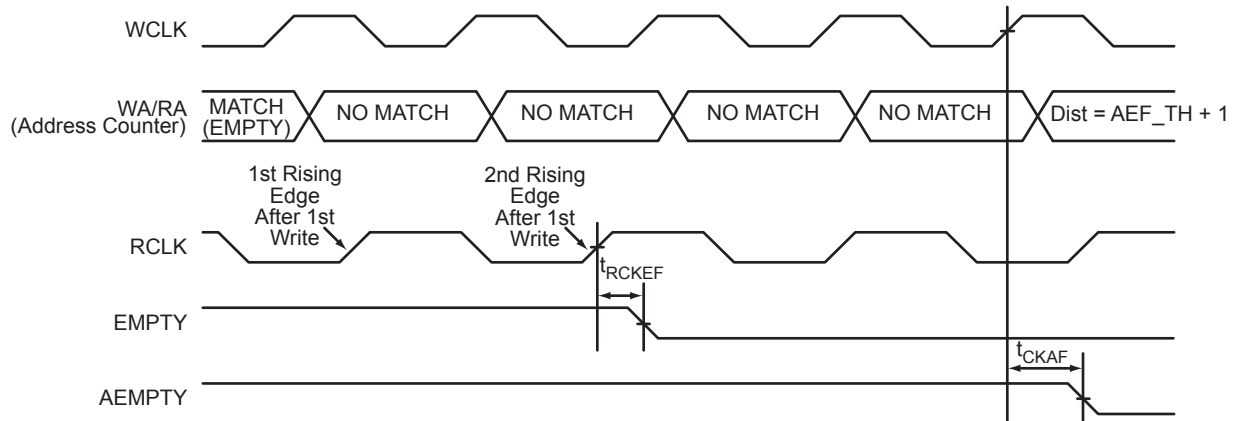 WCLK
WA/RA
(Address Counter)
MATCH
(EMPTY)
NO MATCH
NO MATCH
NO MATCH
NO MATCH
Dist = AEF_TH + 1
1st Rising
Edge
After 1st
Write
2nd Rising
Edge
After 1st
Write
RCLK
tRCKEF
EMPTY
tCKAF
AEMPTY